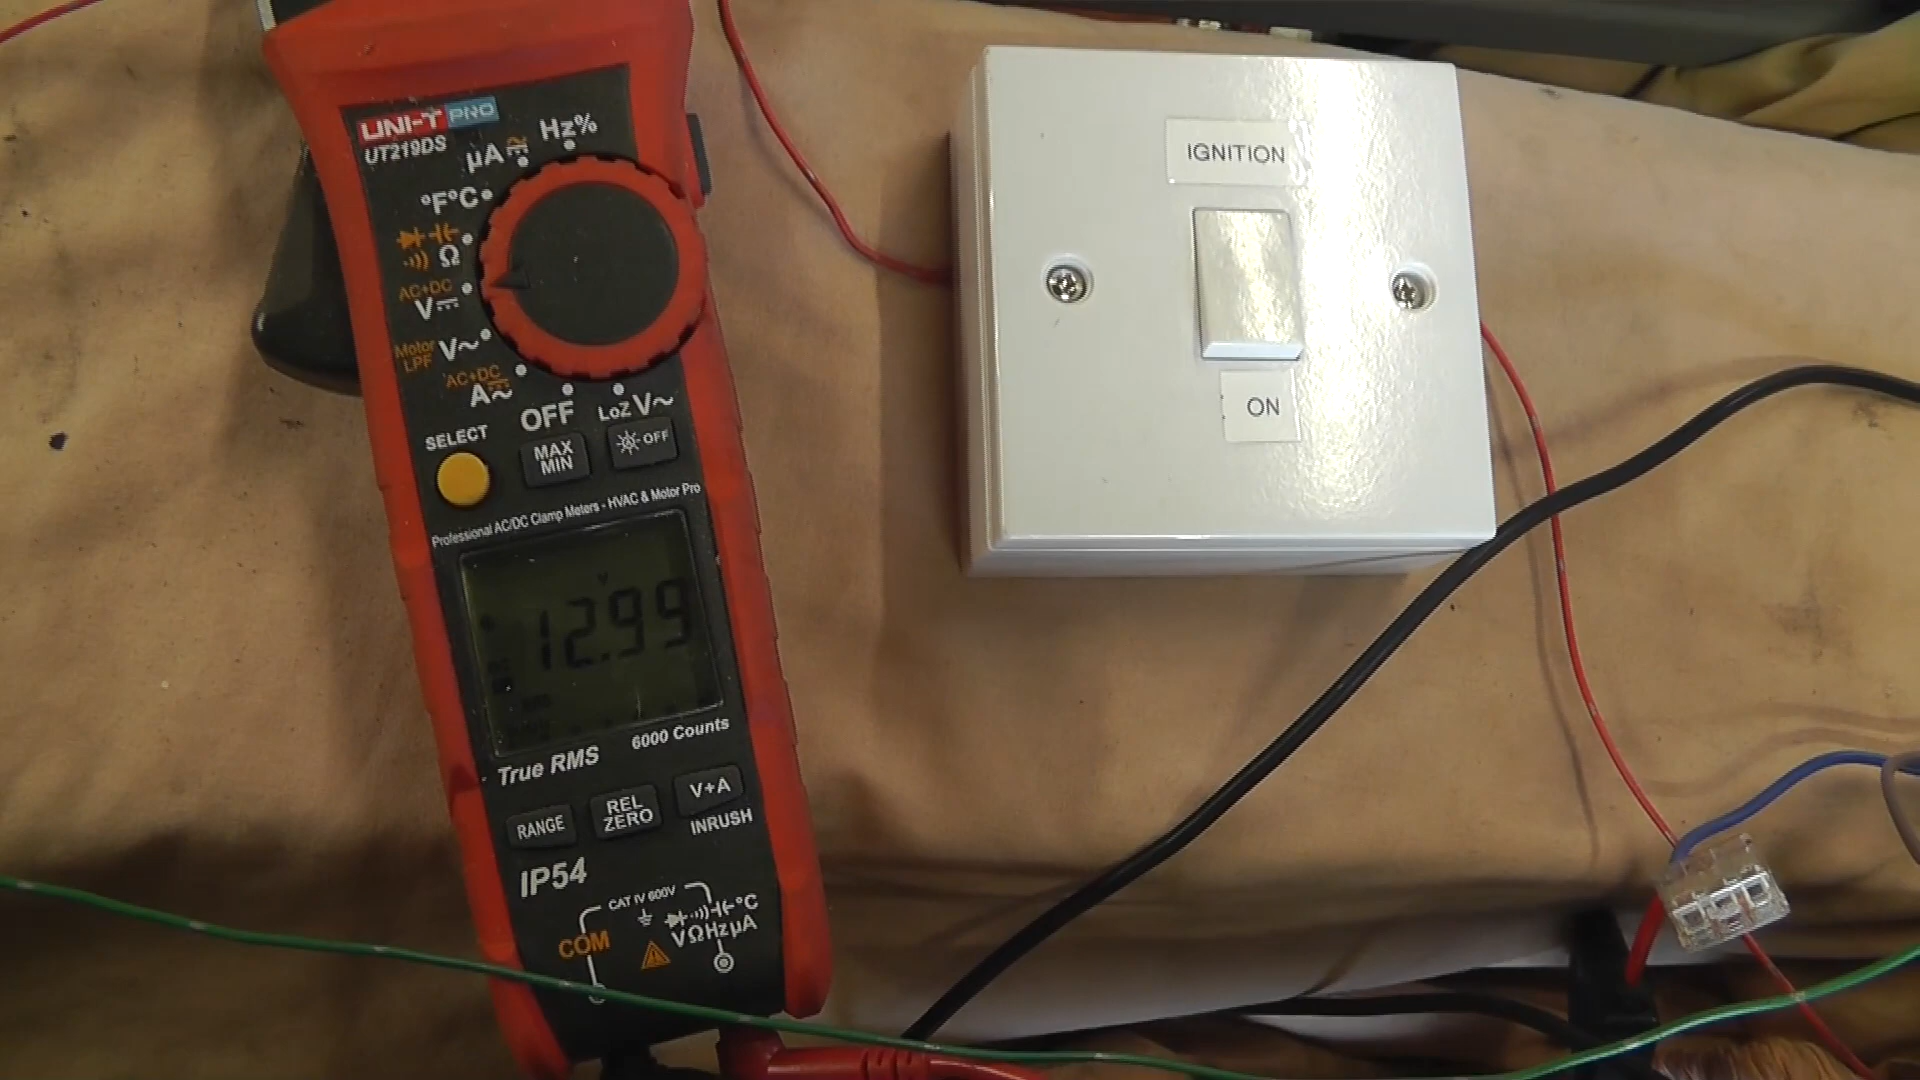 UNI-T PRO
UT219DS
µA
Hz%
°F°C
Ω
AC+DC
V
Motor
LPF
V~
AC+DC
A~
OFF
LoZ V~
SELECT
MAX
MIN
OFF
Professional AC/DC Clamp Meters - HVAC & Motor Pro
V
12.99
True RMS
6000 Counts
RANGE
REL
ZERO
V+A
INRUSH
IP54
CAT IV 600V
COM
°C
VΩHzµA
IGNITION
ON